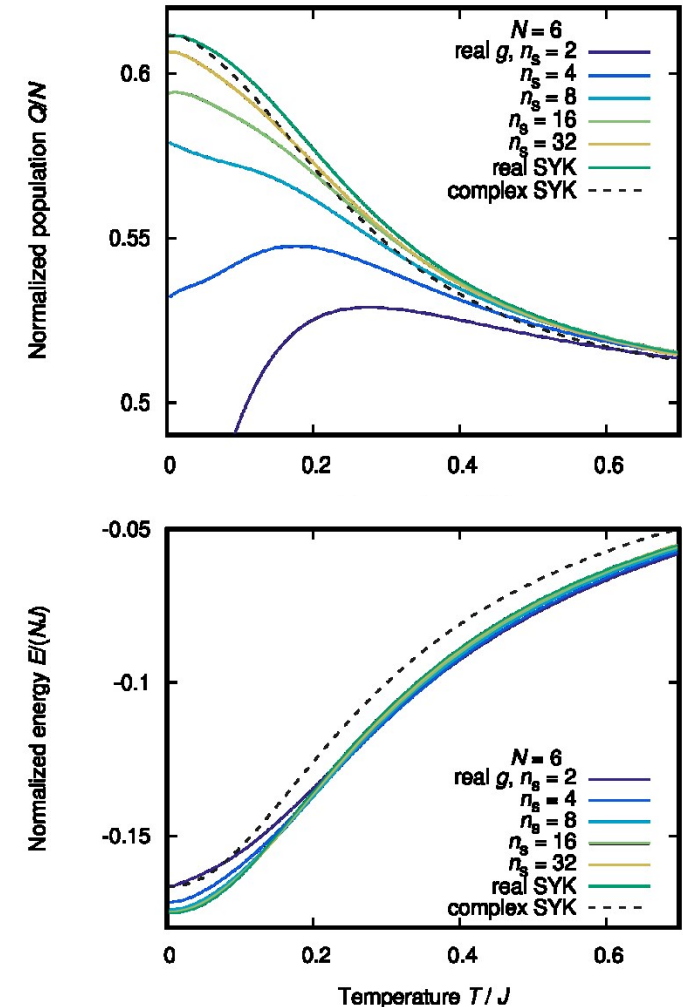 Normalized population Q/N
0.6
0.55
0.5
N = 6
real g, nₛ = 2
nₛ = 4
nₛ = 8
nₛ = 16
nₛ = 32
real SYK
complex SYK
0 0.2 0.4 0.6
Normalized energy E/(NJ)
-0.05
-0.1
-0.15
N = 6
real g, nₛ = 2
nₛ = 4
nₛ = 8
nₛ = 16
nₛ = 32
real SYK
complex SYK
0 0.2 0.4 0.6
Temperature T / J